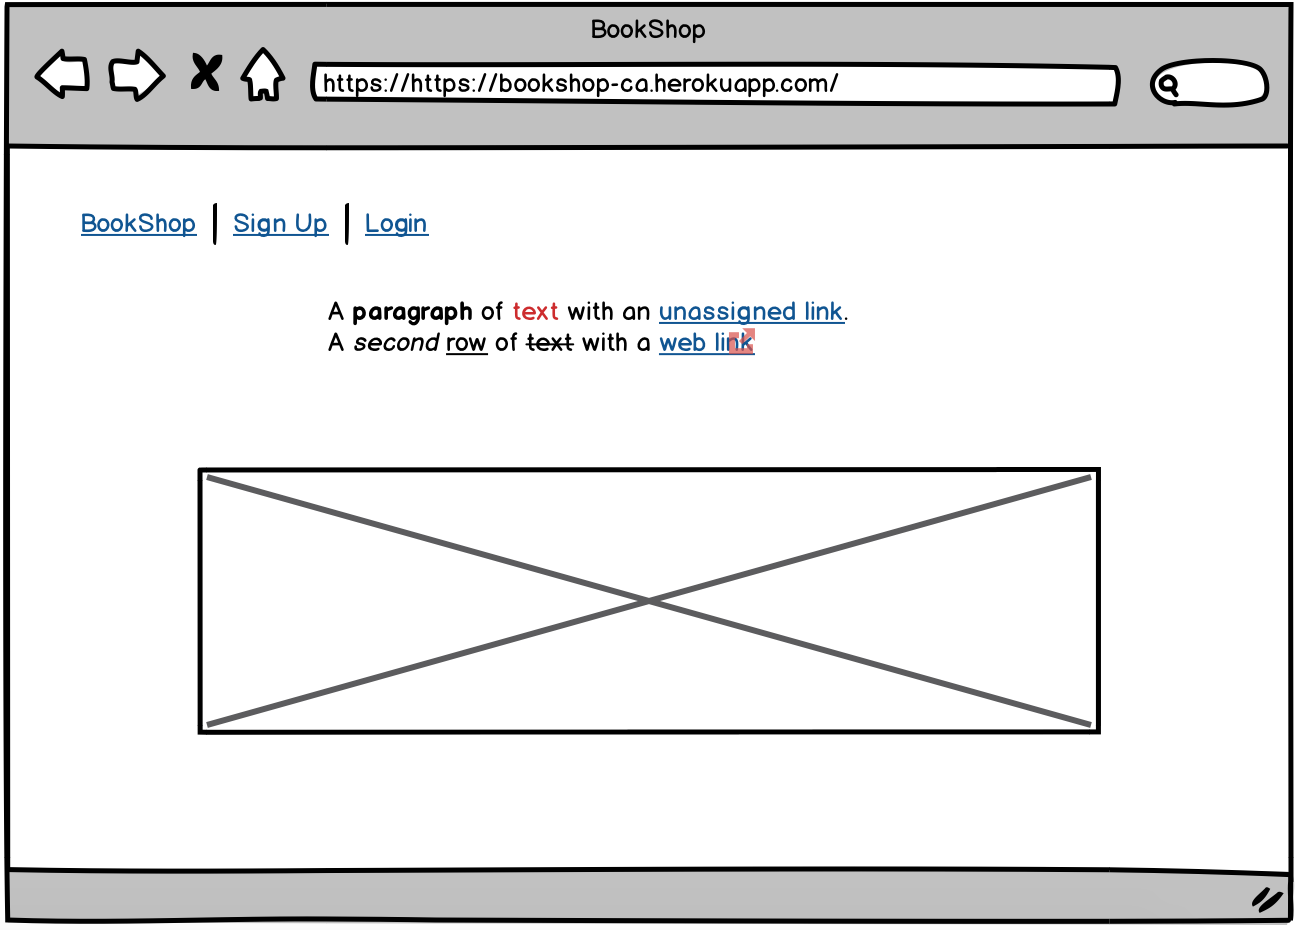 BookShop
https://https://bookshop-ca.herokuapp.com/
BookShop Sign Up Login
A paragraph of text with an unassigned link.
A second row of text with a web link